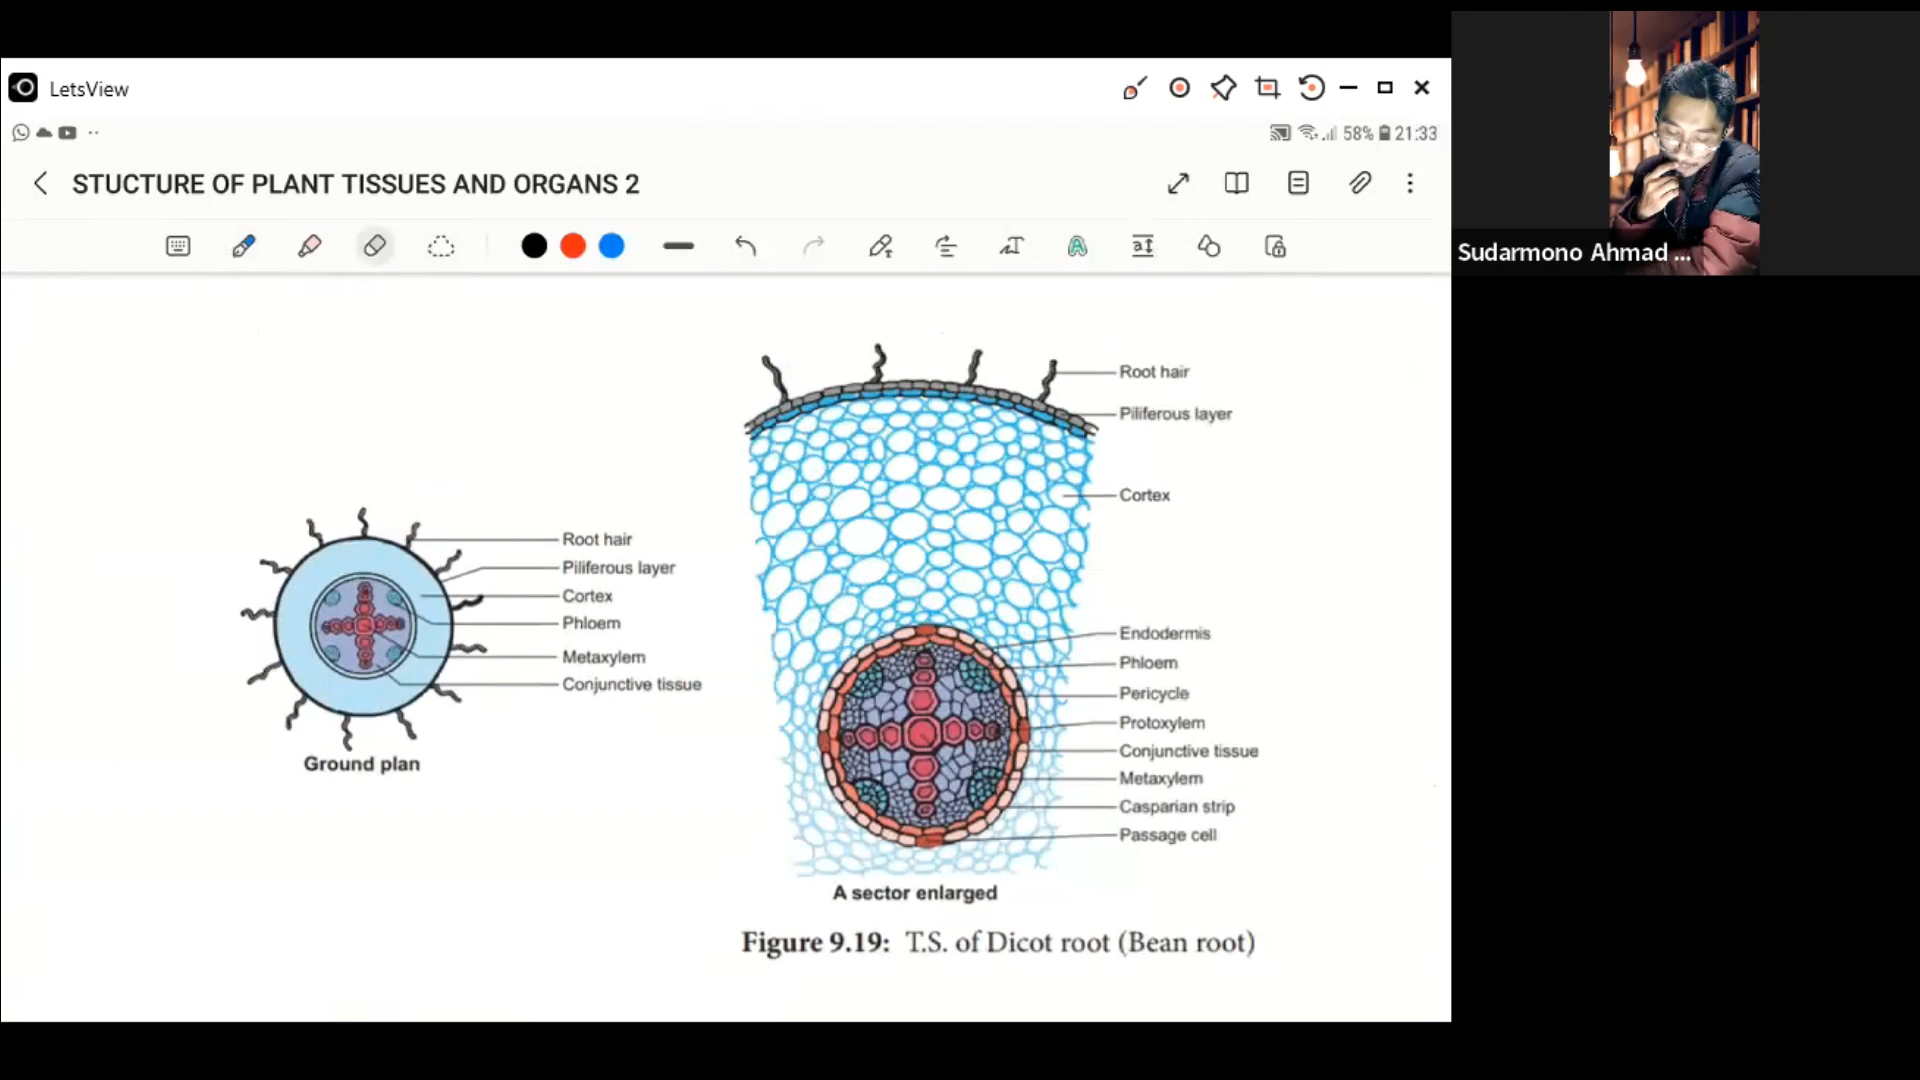 LetsView
58% 21:33
STUCTURE OF PLANT TISSUES AND ORGANS 2
Sudarmono Ahmad ...
Root hair
Piliferous layer
Cortex
Phloem
Metaxylem
Conjunctive tissue
Ground plan
Root hair
Piliferous layer
Cortex
Endodermis
Phloem
Pericycle
Protoxylem
Conjunctive tissue
Metaxylem
Casparian strip
Passage cell
A sector enlarged
Figure 9.19: T.S. of Dicot root (Bean root)